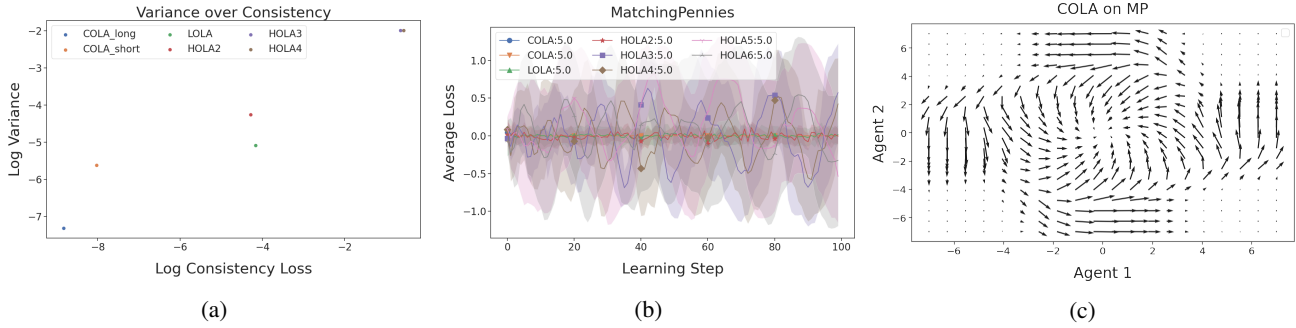 Variance over Consistency
COLA_long
COLA_short
LOLA
HOLA2
HOLA3
HOLA4
−2
−3
−4
−5
−6
−7
Log Variance
−8
−6
−4
−2
Log Consistency Loss
(a)
MatchingPennies
COLA:5.0
COLA:5.0
LOLA:5.0
HOLA2:5.0
HOLA3:5.0
HOLA4:5.0
HOLA5:5.0
HOLA6:5.0
1.0
0.5
0.0
−0.5
−1.0
Average Loss
0
20
40
60
80
100
Learning Step
(b)
COLA on MP
6
4
2
0
−2
−4
−6
Agent 2
−6
−4
−2
0
2
4
6
Agent 1
(c)